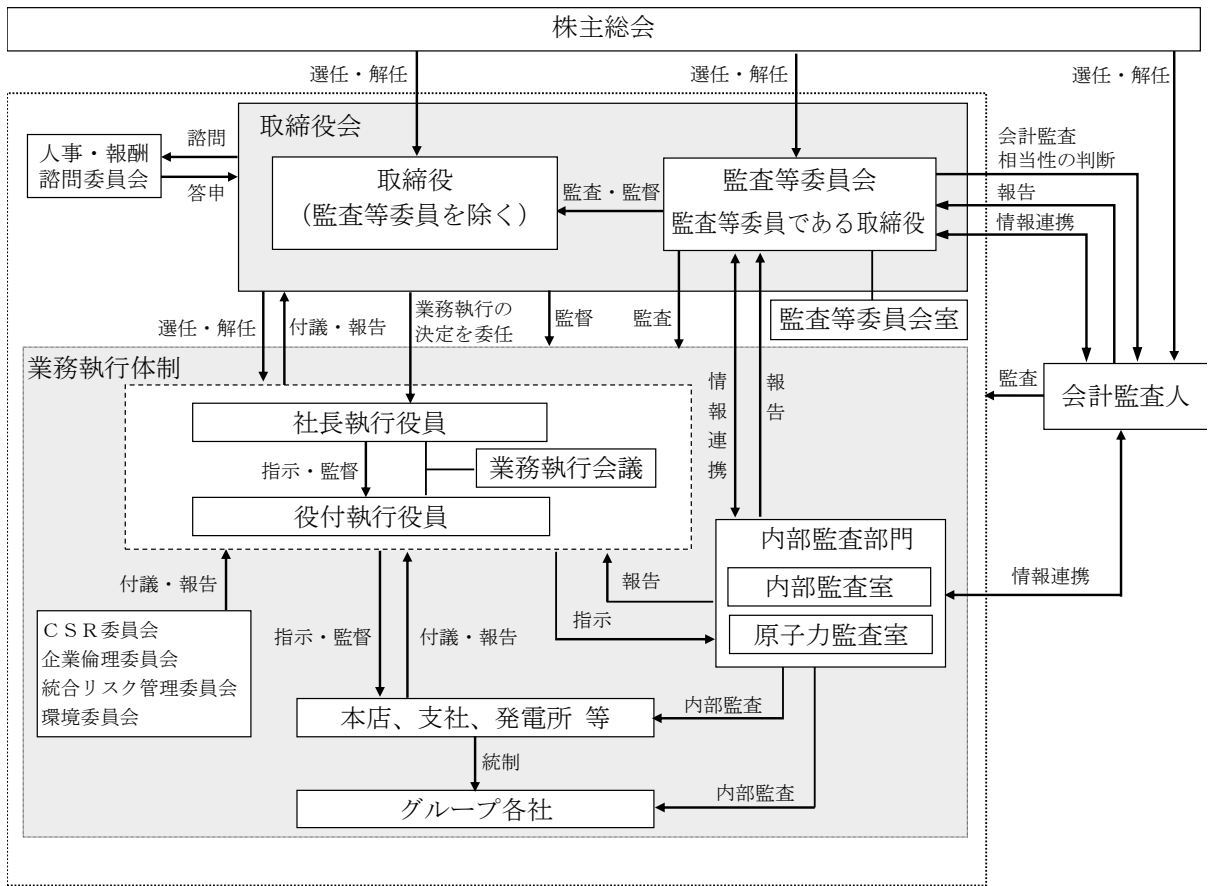 株主総会
選任・解任
選任・解任
選任・解任
取締役会
人事・報酬
諮問委員会
諮問
答申
取締役
（監査等委員を除く）
監査・監督
監査等委員会
監査等委員である取締役
会計監査
相当性の判断
報告
情報連携
選任・解任
付議・報告
業務執行の
決定を委任
監督
監査
監査等委員会室
業務執行体制
社長執行役員
指示・監督
業務執行会議
役付執行役員
情報連携
報告
監査
会計監査人
内部監査部門
内部監査室
原子力監査室
情報連携
付議・報告
ＣＳＲ委員会
企業倫理委員会
統合リスク管理委員会
環境委員会
指示・監督
付議・報告
報告
指示
本店、支社、発電所 等
内部監査
統制
グループ各社
内部監査